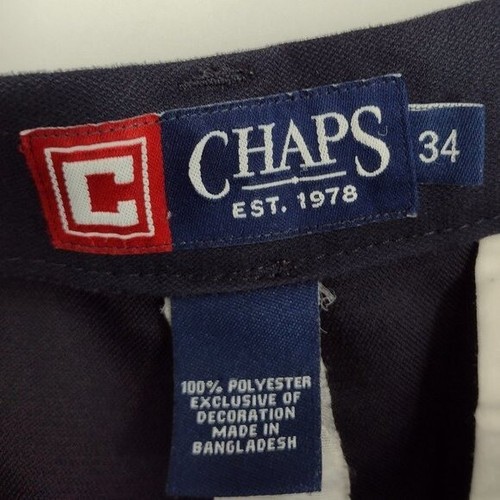 C CHAPS 34
EST. 1978
100% POLYESTER
EXCLUSIVE OF
DECORATION
MADE IN
BANGLADESH